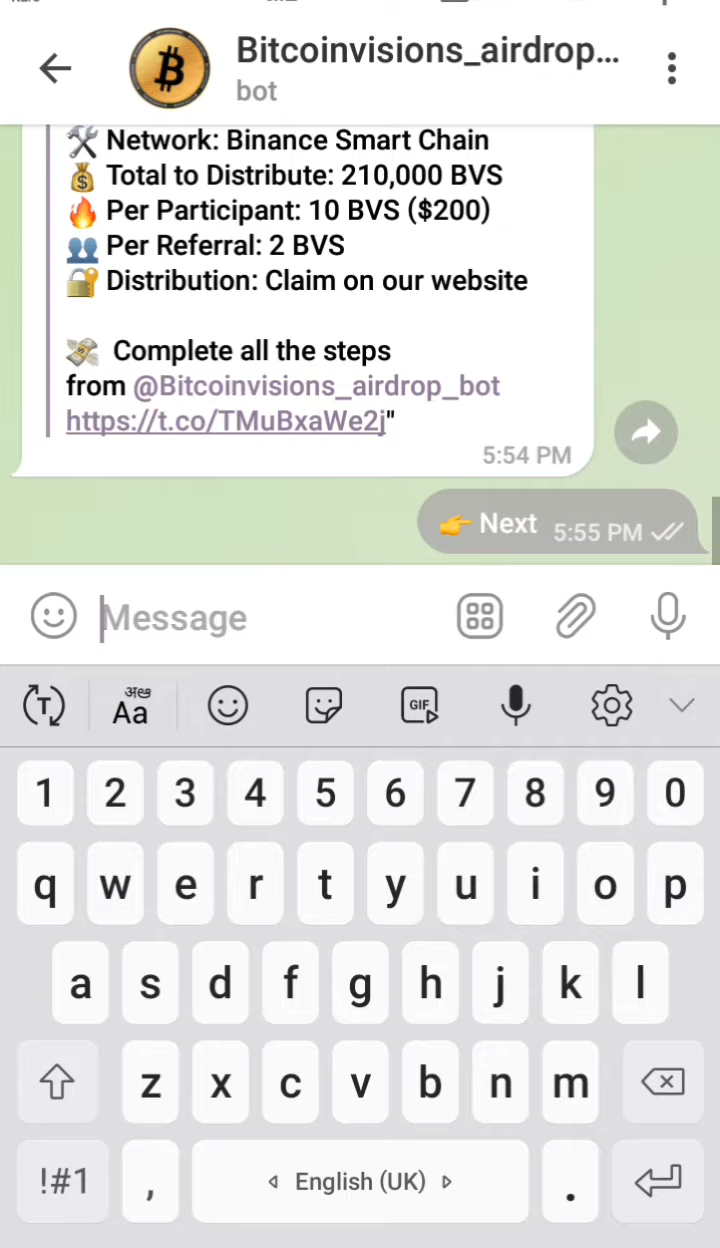 Bitcoinvisions_airdrop...
bot
🛠 Network: Binance Smart Chain
💰 Total to Distribute: 210,000 BVS
🔥 Per Participant: 10 BVS ($200)
👥 Per Referral: 2 BVS
🔐 Distribution: Claim on our website
💸 Complete all the steps
from @Bitcoinvisions_airdrop_bot
https://t.co/TMuBxaWe2j"
5:54 PM
👉 Next 5:55 PM
Message
T अக Aa GIF
1 2 3 4 5 6 7 8 9 0
q w e r t y u i o p
a s d f g h j k l
z x c v b n m
!#1 , English (UK) .